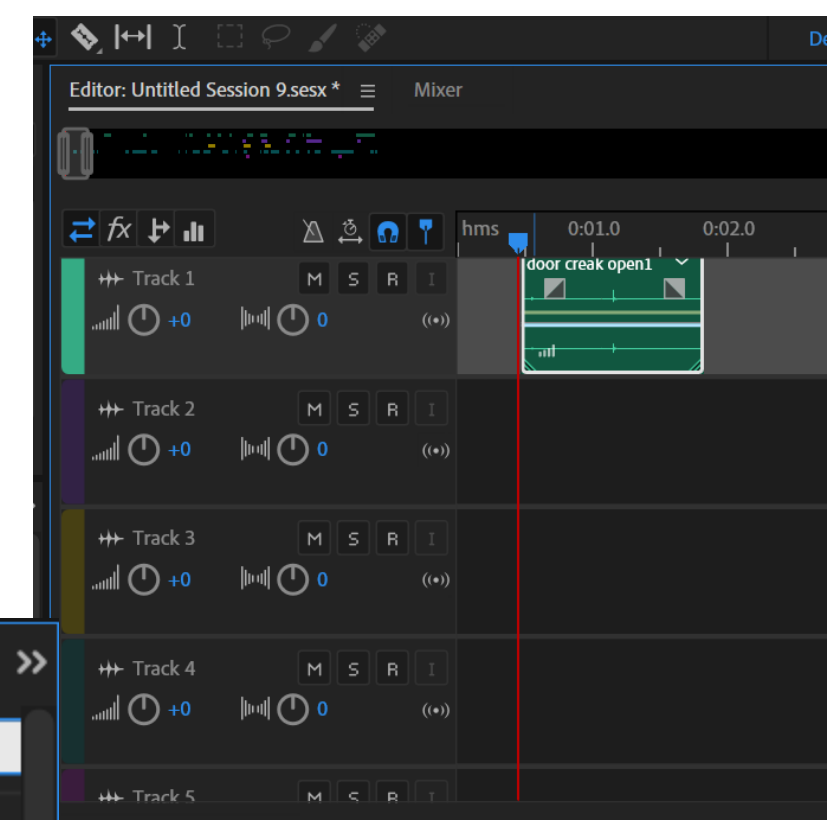 De
Editor: Untitled Session 9.sesx *
Mixer
fx
hms 0:01.0 0:02.0
Track 1 M S R I
door creak open1
+0 0
Track 2 M S R I
+0 0
Track 3 M S R I
+0 0
Track 4 M S R I
+0 0
Track 5 M S R I